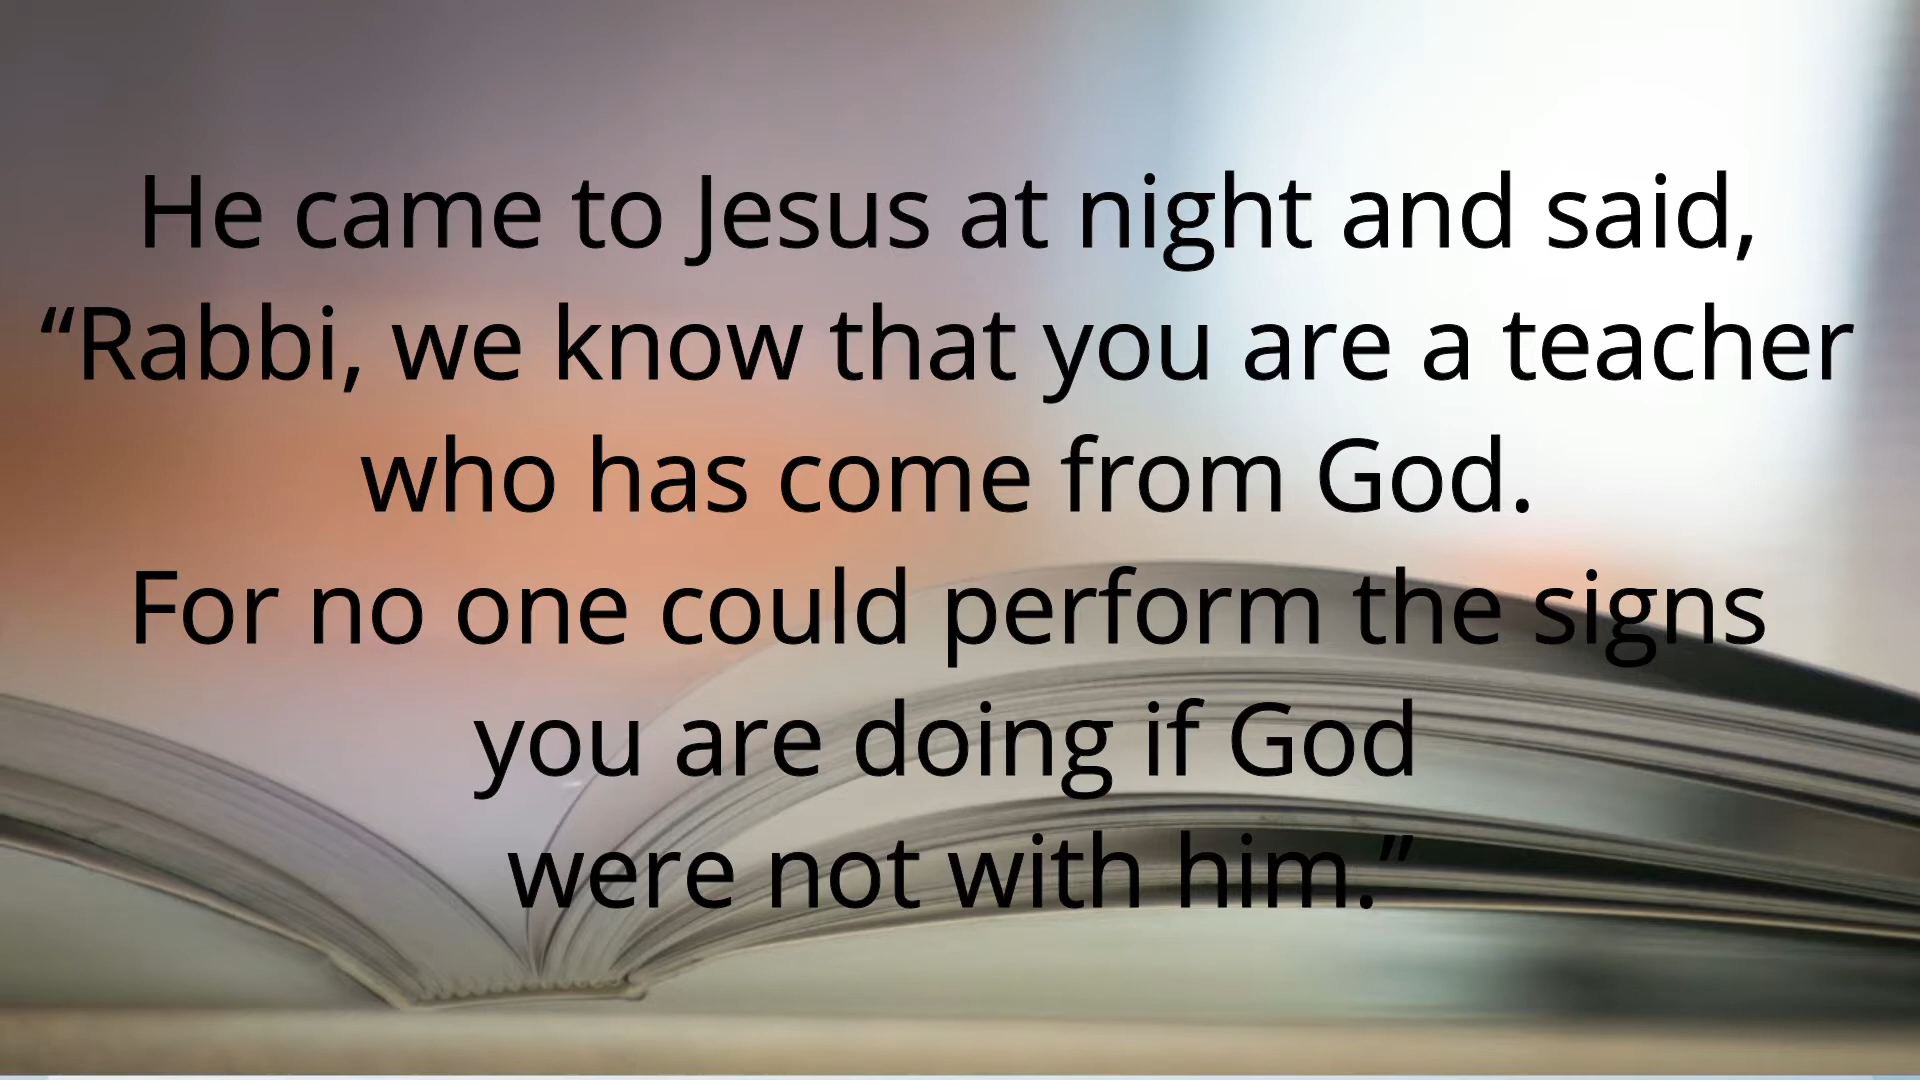 He came to Jesus at night and said,
“Rabbi, we know that you are a teacher
who has come from God.
For no one could perform the signs
you are doing if God
were not with him.”